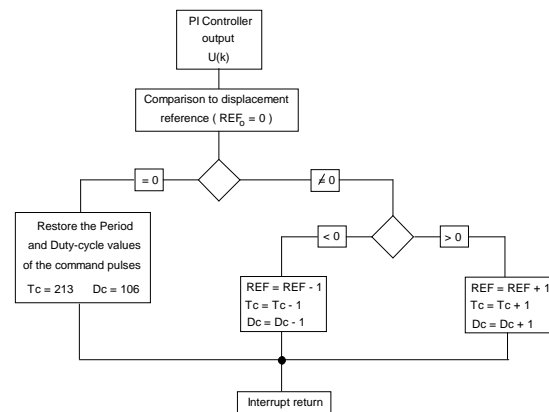 PI Controller
output
U(k)
Comparison to displacement
reference ( REFo = 0 )
= 0
≠ 0
Restore the Period
and Duty-cycle values
of the command pulses
Tc = 213 Dc = 106
< 0
> 0
REF = REF - 1
Tc = Tc - 1
Dc = Dc - 1
REF = REF + 1
Tc = Tc + 1
Dc = Dc + 1
Interrupt return